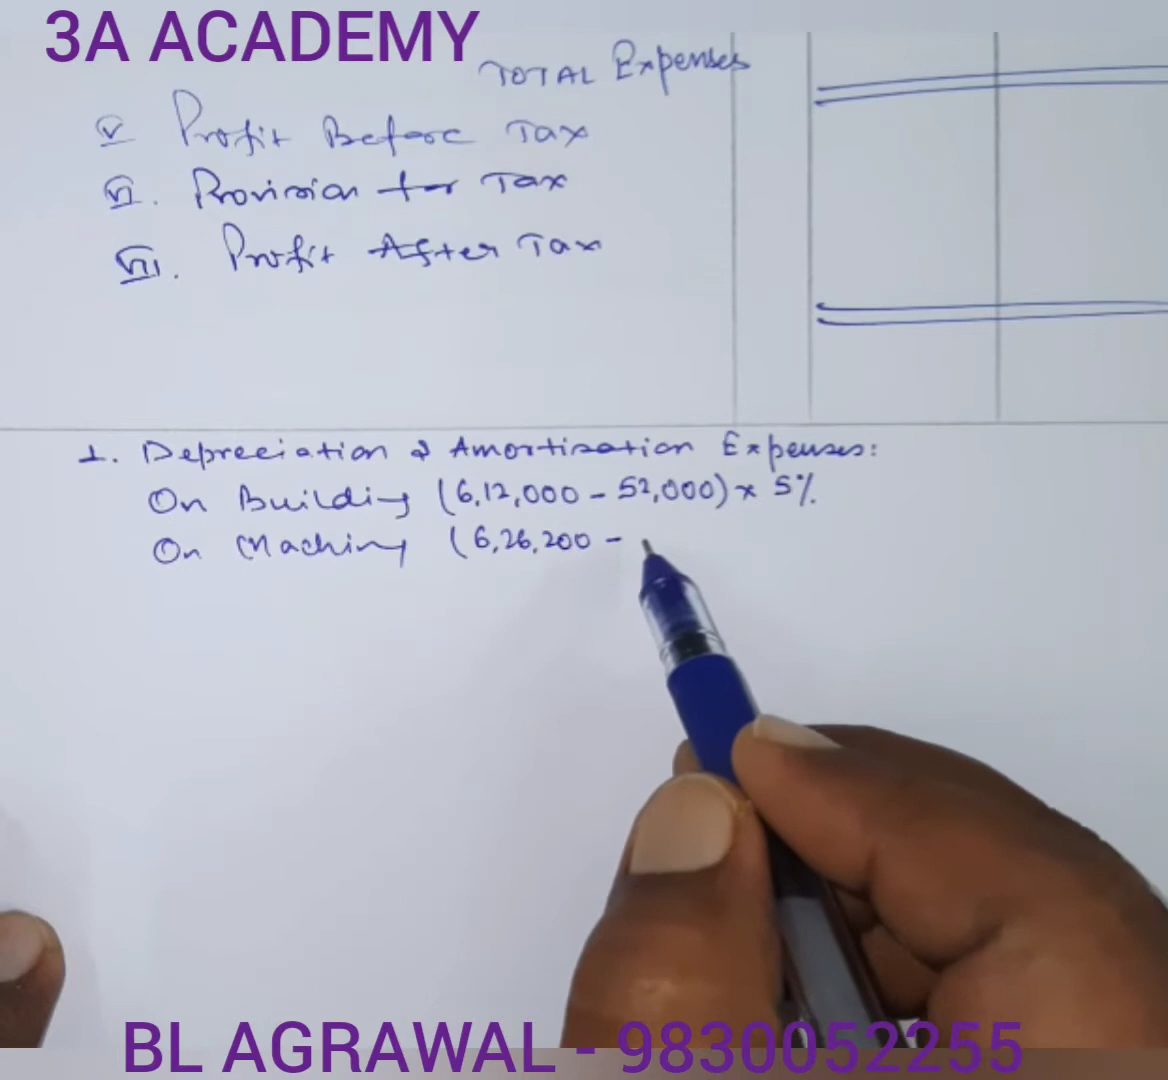 3A ACADEMY
TOTAL Expenses
V Profit Before Tax
VI. Provision for Tax
VII. Profit After Tax
1. Depreciation & Amortization Expenses:
On Building (6,12,000 - 52,000) × 5%
On Machiny (6,26,200 -
BL AGRAWAL - 9830052255